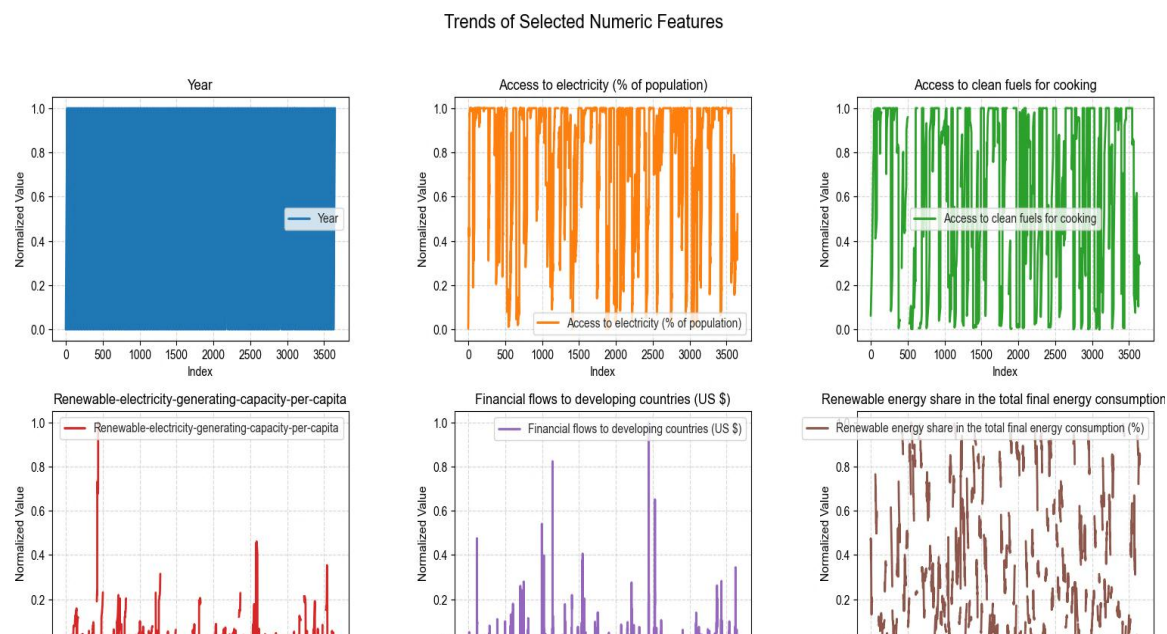 Trends of Selected Numeric Features
Year
Access to electricity (% of population)
Access to clean fuels for cooking
Normalized Value
1.0
0.8
0.6
0.4
0.2
0.0
Year
0 500 1000 1500 2000 2500 3000 3500
Index
Normalized Value
1.0
0.8
0.6
0.4
0.2
0.0
Access to electricity (% of population)
0 500 1000 1500 2000 2500 3000 3500
Index
Normalized Value
1.0
0.8
0.6
0.4
0.2
0.0
Access to clean fuels for cooking
0 500 1000 1500 2000 2500 3000 3500
Index
Renewable-electricity-generating-capacity-per-capita
Financial flows to developing countries (US $)
Renewable energy share in the total final energy consumption
Normalized Value
1.0
0.8
0.6
0.4
0.2
Renewable-electricity-generating-capacity-per-capita
Normalized Value
1.0
0.8
0.6
0.4
0.2
Financial flows to developing countries (US $)
Normalized Value
1.0
0.8
0.6
0.4
0.2
Renewable energy share in the total final energy consumption (%)